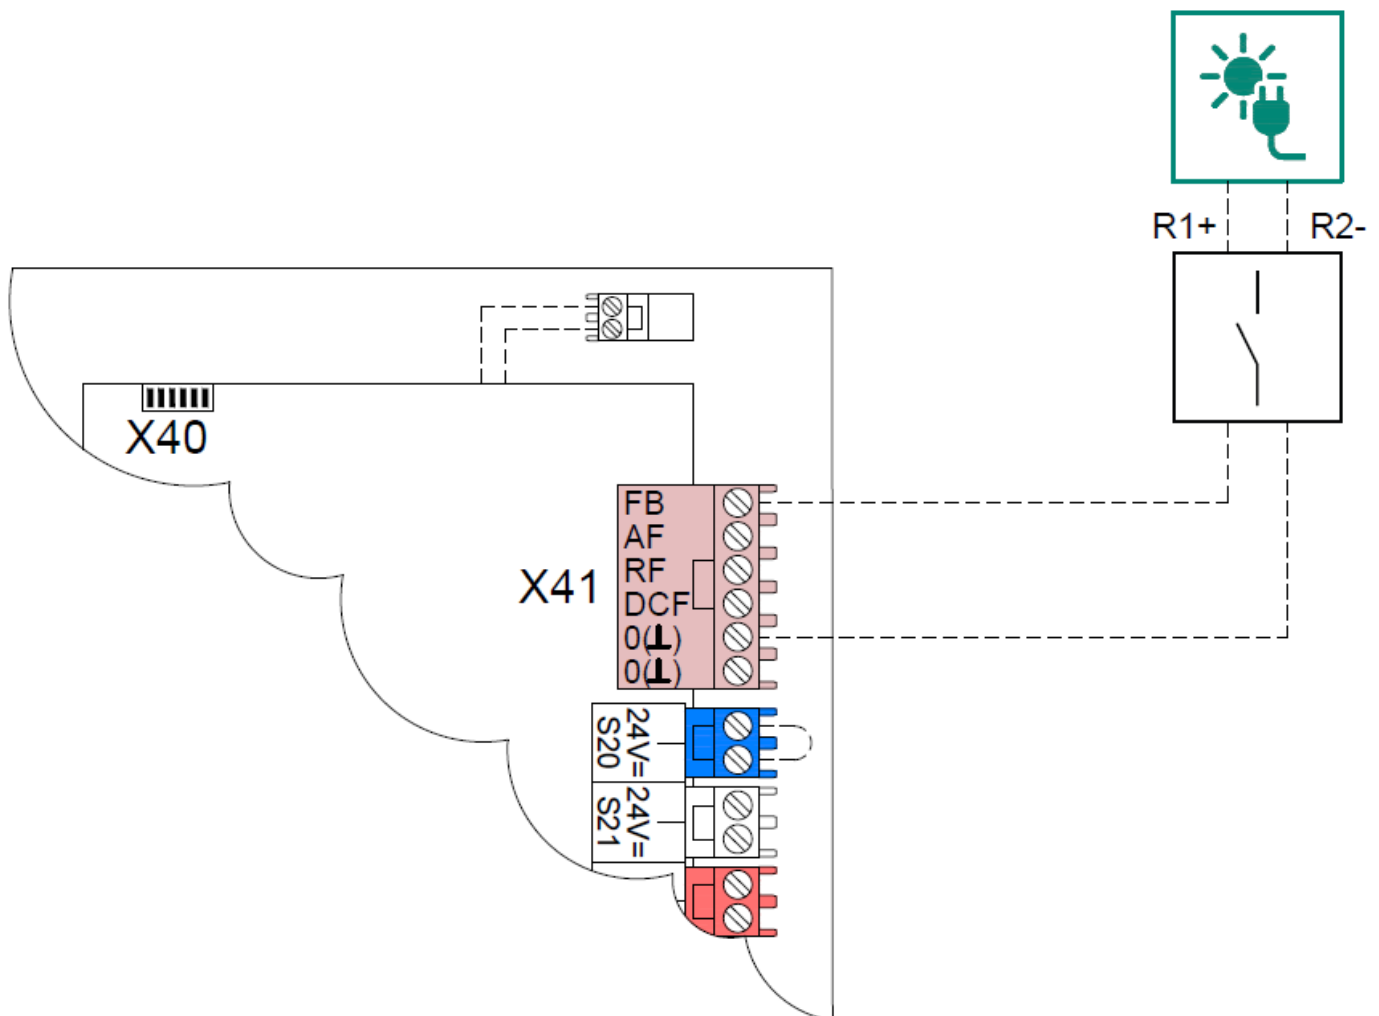 R1+ R2-
X40
X41
FB
AF
RF
DCF
0(⊥)
0(⊥)
24V=
S20
24V=
S21